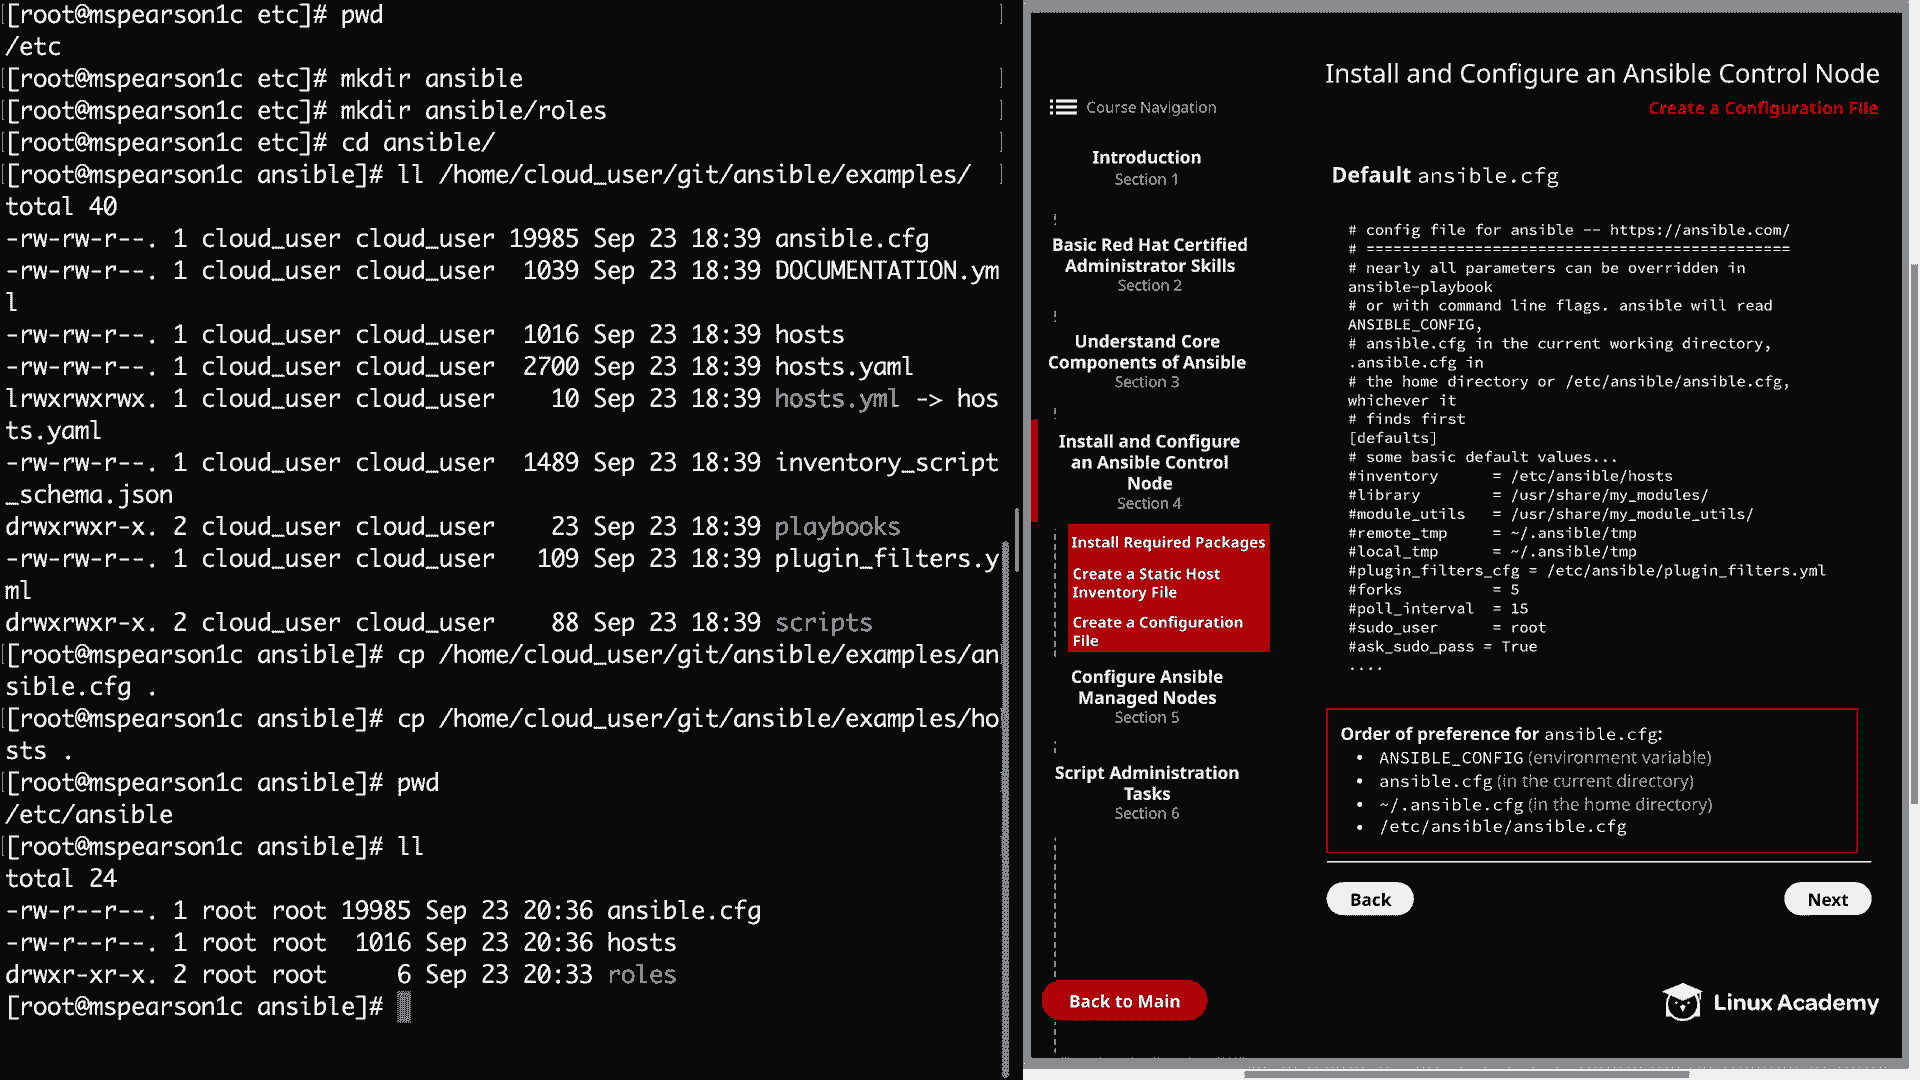 [root@mspearson1c etc]# pwd
/etc
[root@mspearson1c etc]# mkdir ansible
[root@mspearson1c etc]# mkdir ansible/roles
[root@mspearson1c etc]# cd ansible/
[root@mspearson1c ansible]# ll /home/cloud_user/git/ansible/examples/
total 40
-rw-rw-r--. 1 cloud_user cloud_user 19985 Sep 23 18:39 ansible.cfg
-rw-rw-r--. 1 cloud_user cloud_user  1039 Sep 23 18:39 DOCUMENTATION.ym
l
-rw-rw-r--. 1 cloud_user cloud_user  1016 Sep 23 18:39 hosts
-rw-rw-r--. 1 cloud_user cloud_user  2700 Sep 23 18:39 hosts.yaml
lrwxrwxrwx. 1 cloud_user cloud_user    10 Sep 23 18:39 hosts.yml -> hos
ts.yaml
-rw-rw-r--. 1 cloud_user cloud_user  1489 Sep 23 18:39 inventory_script
_schema.json
drwxrwxr-x. 2 cloud_user cloud_user    23 Sep 23 18:39 playbooks
-rw-rw-r--. 1 cloud_user cloud_user   109 Sep 23 18:39 plugin_filters.y
ml
drwxrwxr-x. 2 cloud_user cloud_user    88 Sep 23 18:39 scripts
[root@mspearson1c ansible]# cp /home/cloud_user/git/ansible/examples/an
sible.cfg .
[root@mspearson1c ansible]# cp /home/cloud_user/git/ansible/examples/ho
sts .
[root@mspearson1c ansible]# pwd
/etc/ansible
[root@mspearson1c ansible]# ll
total 24
-rw-r--r--. 1 root root 19985 Sep 23 20:36 ansible.cfg
-rw-r--r--. 1 root root  1016 Sep 23 20:36 hosts
drwxr-xr-x. 2 root root     6 Sep 23 20:33 roles
[root@mspearson1c ansible]#
Install and Configure an Ansible Control Node
Create a Configuration File
Course Navigation
Introduction
Section 1
Basic Red Hat Certified
Administrator Skills
Section 2
Understand Core
Components of Ansible
Section 3
Install and Configure
an Ansible Control
Node
Section 4
Install Required Packages
Create a Static Host
Inventory File
Create a Configuration
File
Configure Ansible
Managed Nodes
Section 5
Script Administration
Tasks
Section 6
Back to Main
Default ansible.cfg
# config file for ansible -- https://ansible.com/
# ===============================================
# nearly all parameters can be overridden in
ansible-playbook
# or with command line flags. ansible will read
ANSIBLE_CONFIG,
# ansible.cfg in the current working directory,
.ansible.cfg in
# the home directory or /etc/ansible/ansible.cfg,
whichever it
# finds first
[defaults]
# some basic default values...
#inventory      = /etc/ansible/hosts
#library        = /usr/share/my_modules/
#module_utils   = /usr/share/my_module_utils/
#remote_tmp     = ~/.ansible/tmp
#local_tmp      = ~/.ansible/tmp
#plugin_filters_cfg = /etc/ansible/plugin_filters.yml
#forks          = 5
#poll_interval  = 15
#sudo_user      = root
#ask_sudo_pass = True
....
Order of preference for ansible.cfg:
• ANSIBLE_CONFIG (environment variable)
• ansible.cfg (in the current directory)
• ~/.ansible.cfg (in the home directory)
• /etc/ansible/ansible.cfg
Back
Next
Linux Academy